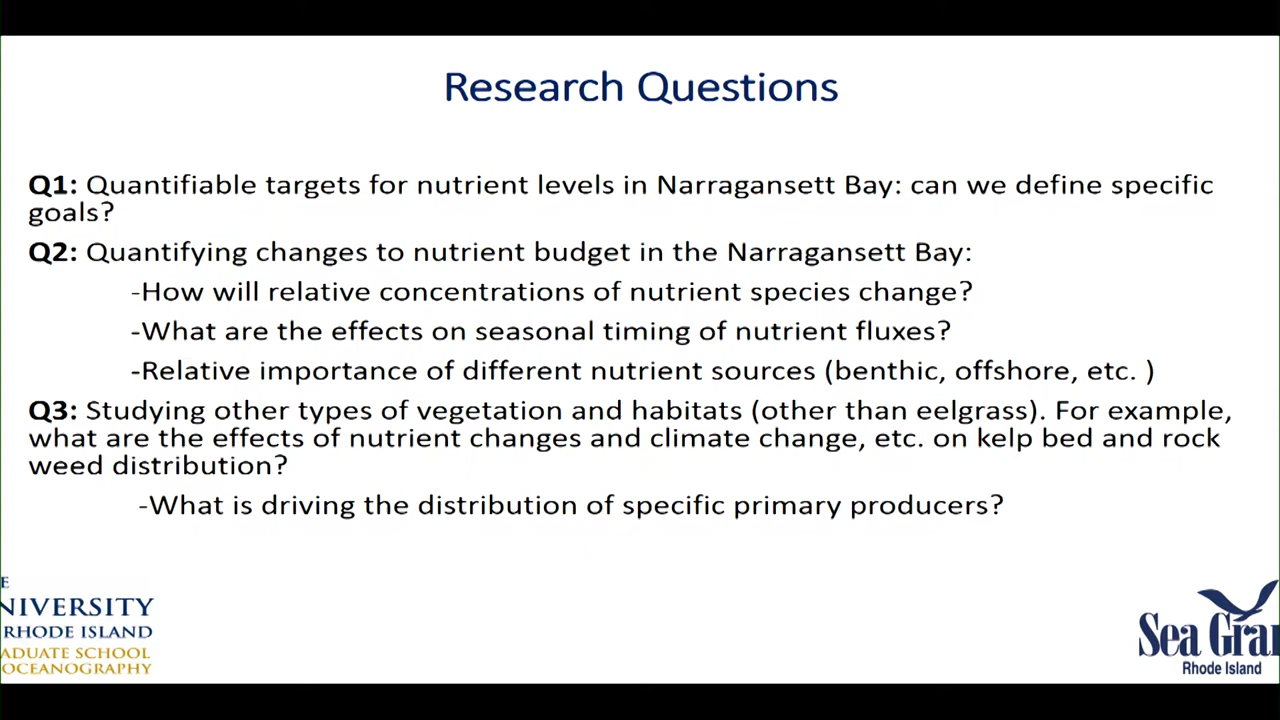 Research Questions
Q1: Quantifiable targets for nutrient levels in Narragansett Bay: can we define specific
goals?
Q2: Quantifying changes to nutrient budget in the Narragansett Bay:
-How will relative concentrations of nutrient species change?
-What are the effects on seasonal timing of nutrient fluxes?
-Relative importance of different nutrient sources (benthic, offshore, etc. )
Q3: Studying other types of vegetation and habitats (other than eelgrass). For example,
what are the effects of nutrient changes and climate change, etc. on kelp bed and rock
weed distribution?
-What is driving the distribution of specific primary producers?
E
NIVERSITY
RHODE ISLAND
ADUATE SCHOOL
OCEANOGRAPHY
Sea Gran
Rhode Island